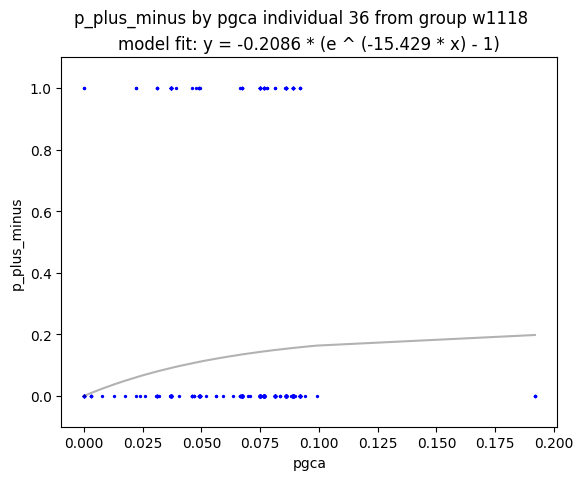 p_plus_minus by pgca individual 36 from group w1118
model fit: y = -0.2086 * (e ^ (-15.429 * x) - 1)
1.0
0.8
0.6
0.4
0.2
0.0
p_plus_minus
0.000 0.025 0.050 0.075 0.100 0.125 0.150 0.175 0.200
pgca